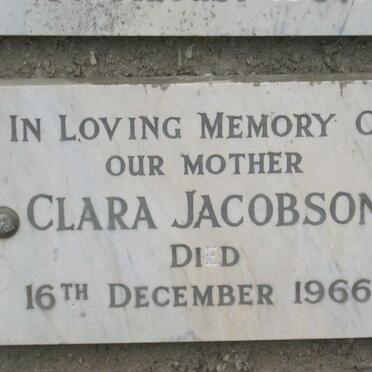 IN LOVING MEMORY O
OUR MOTHER
CLARA JACOBSON
DIED
16TH DECEMBER 1966